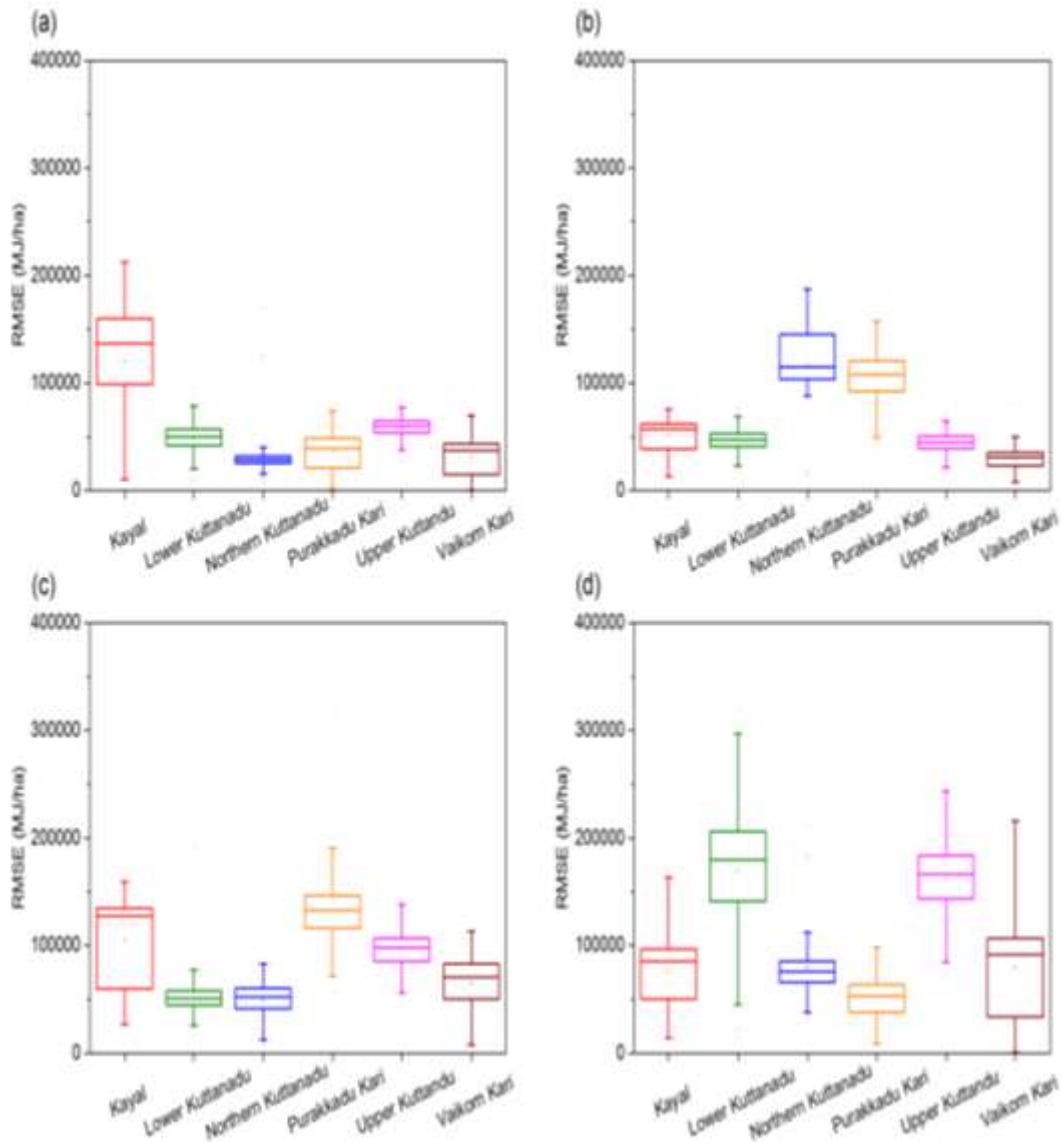 (a)
400000
300000
200000
100000
0
RMSE (MJ/ha)
Kayal
Lower Kuttanadu
Northern Kuttanadu
Purakkadu Kari
Upper Kuttandu
Vaikom Kari
(b)
400000
300000
200000
100000
0
RMSE (MJ/ha)
Kayal
Lower Kuttanadu
Northern Kuttanadu
Purakkadu Kari
Upper Kuttandu
Vaikom Kari
(c)
400000
300000
200000
100000
0
RMSE (MJ/ha)
Kayal
Lower Kuttanadu
Northern Kuttanadu
Purakkadu Kari
Upper Kuttandu
Vaikom Kari
(d)
400000
300000
200000
100000
0
RMSE (MJ/ha)
Kayal
Lower Kuttanadu
Northern Kuttanadu
Purakkadu Kari
Upper Kuttandu
Vaikom Kari